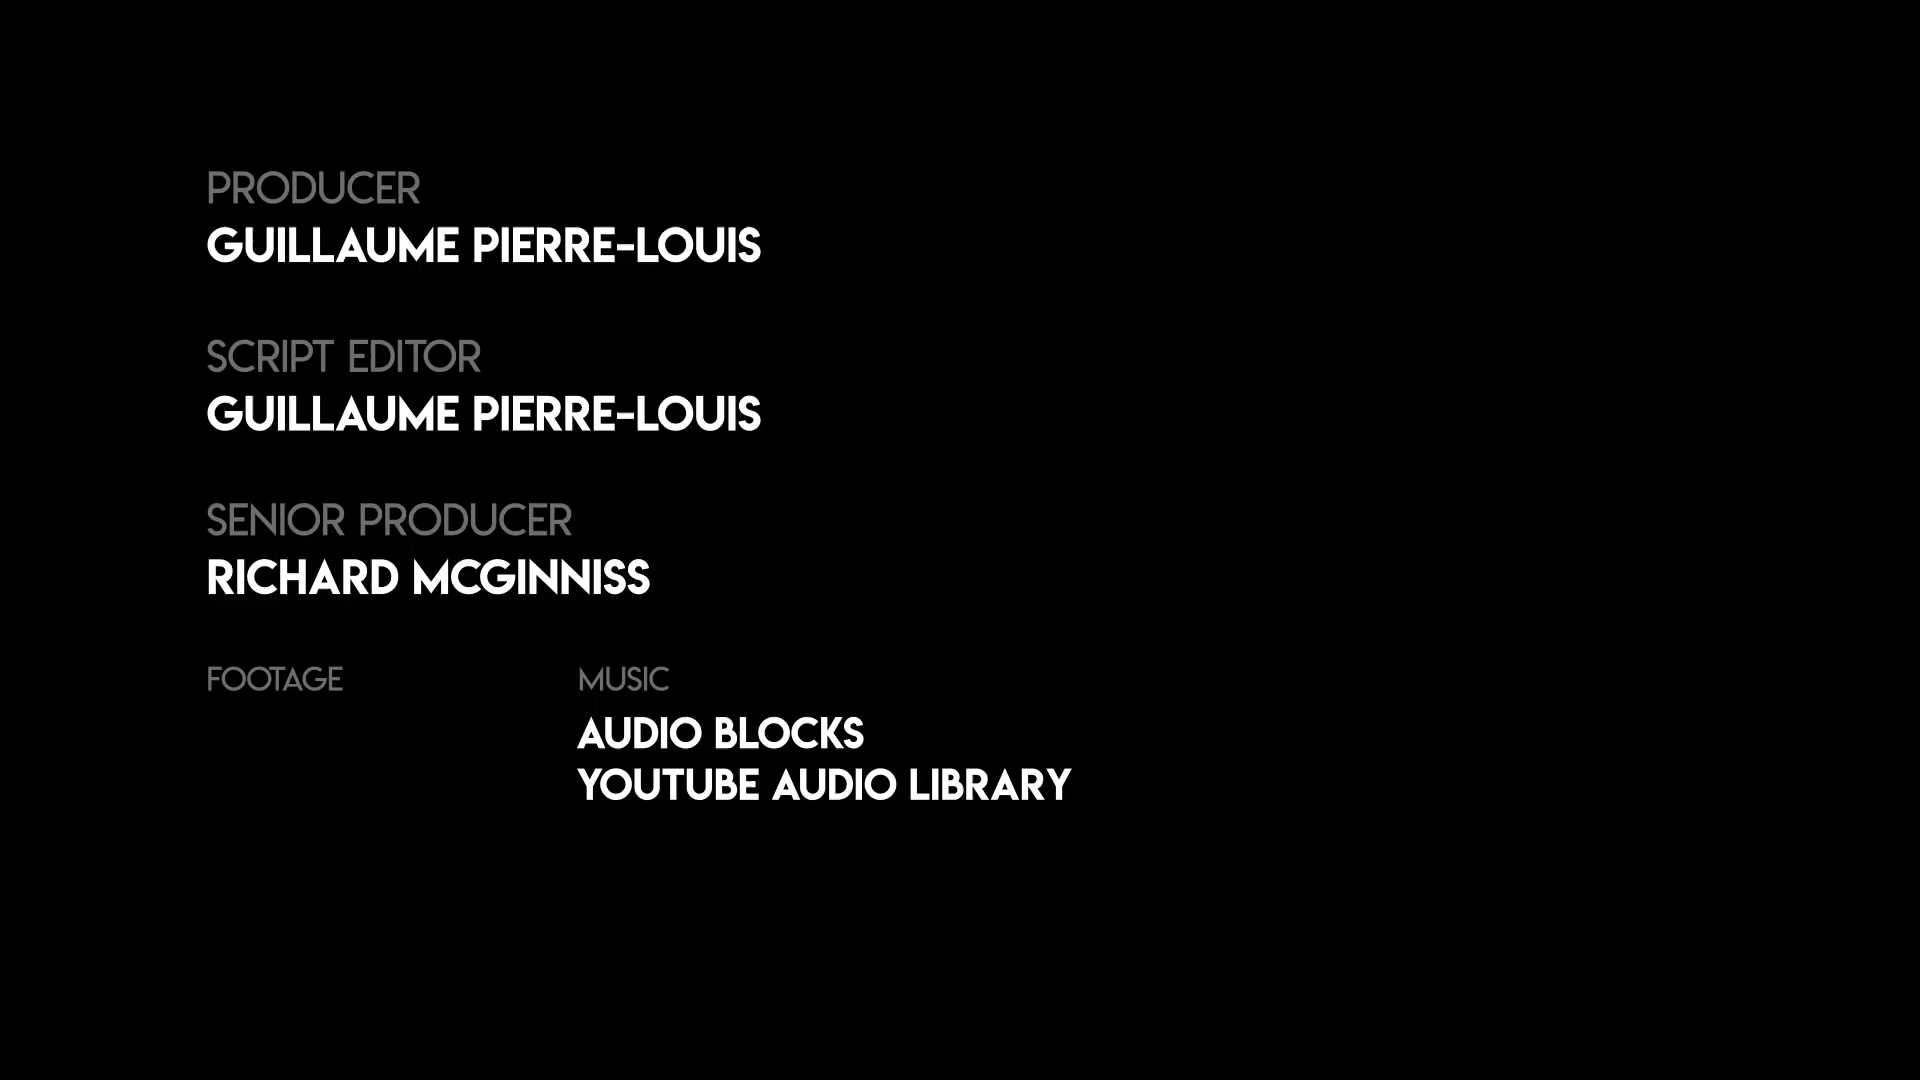 PRODUCER
GUILLAUME PIERRE-LOUIS
SCRIPT EDITOR
GUILLAUME PIERRE-LOUIS
SENIOR PRODUCER
RICHARD MCGINNISS
FOOTAGE
MUSIC
AUDIO BLOCKS
YOUTUBE AUDIO LIBRARY